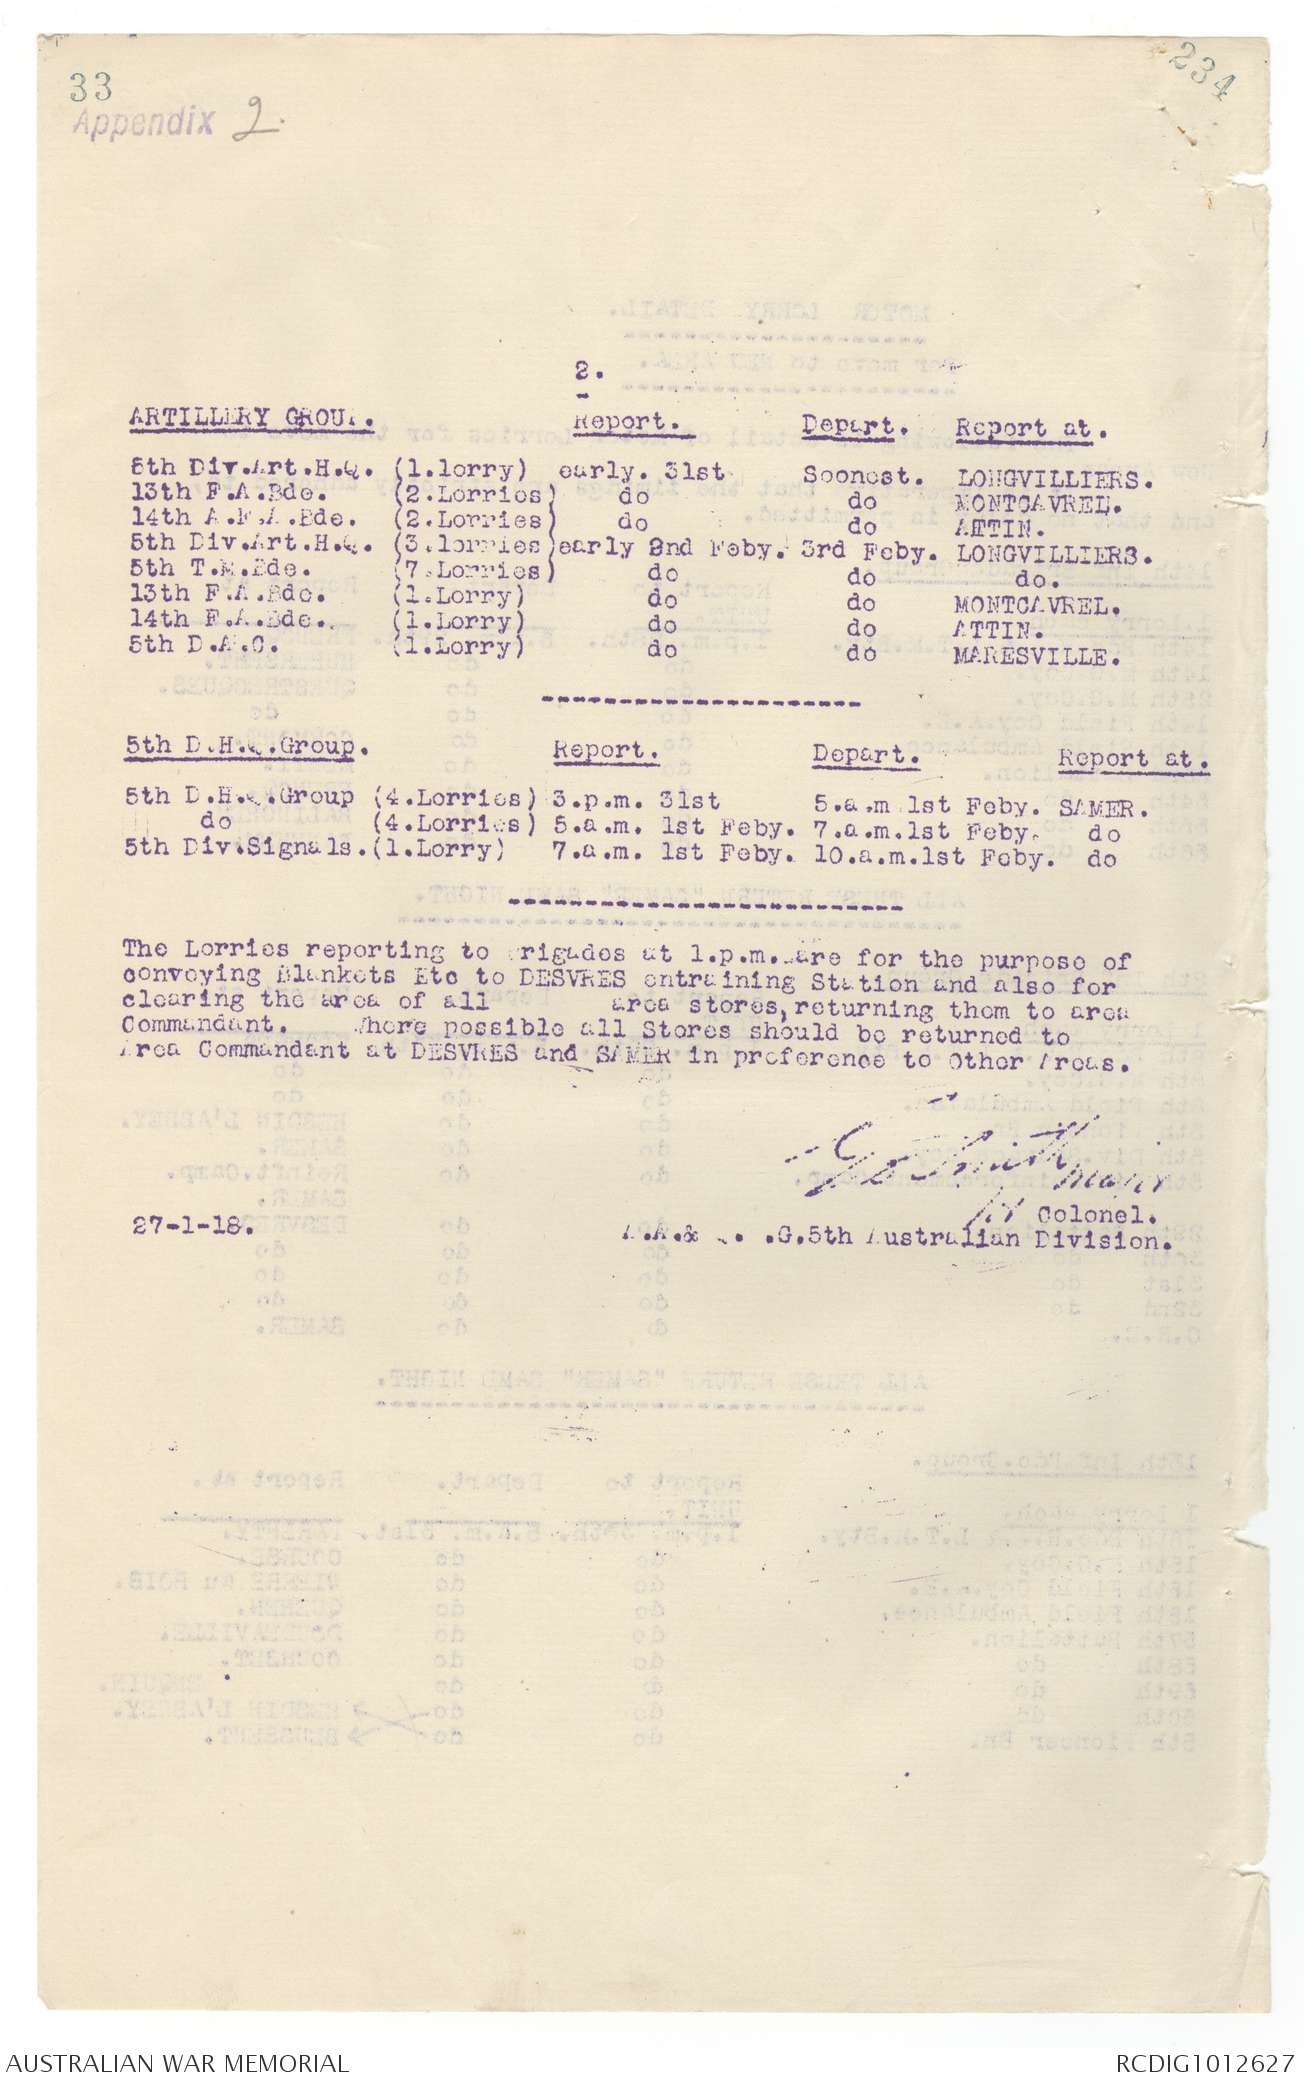 33
234
Appendix 2.
2.
ARTILLERY GROUP. Report. Depart. Report at.
5th Div.Art.H.Q. (1.lorry) early. 31st Soonest. LONGVILLIERS.
13th F.A.Bde. (2.Lorries) do do MONTCAVREL.
14th A.F.A.Bde. (2.Lorries) do do ATTIN.
5th Div.Art.H.Q. (3.lorries) early 2nd Feby. 3rd Feby. LONGVILLIERS.
5th T.M.Bde. (7.Lorries) do do do.
13th F.A.Bde. (1.Lorry) do do MONTCAVREL.
14th F.A.Bde. (1.Lorry) do do ATTIN.
5th D.A.C. (1.Lorry) do do MARESVILLE.
5th D.H.Q.Group. Report. Depart. Report at.
5th D.H.Q.Group (4.Lorries) 3.p.m. 31st 5.a.m 1st Feby. SAMER.
do (4.Lorries) 5.a.m. 1st Feby. 7.a.m.1st Feby. do
5th Div.Signals.(1.Lorry) 7.a.m. 1st Feby. 10.a.m.1st Feby. do
The Lorries reporting to Brigades at 1.p.m. are for the purpose of
conveying Blankets Etc to DESVRES entraining Station and also for
clearing the area of all area stores,returning them to area
Commandant. Where possible all Stores should be returned to
Area Commandant at DESVRES and SAMER in preference to Other Areas.
Smith Major
for Colonel.
27-1-18.
A.A.& Q. .G.5th Australian Division.
AUSTRALIAN WAR MEMORIAL
RCDIG1012627